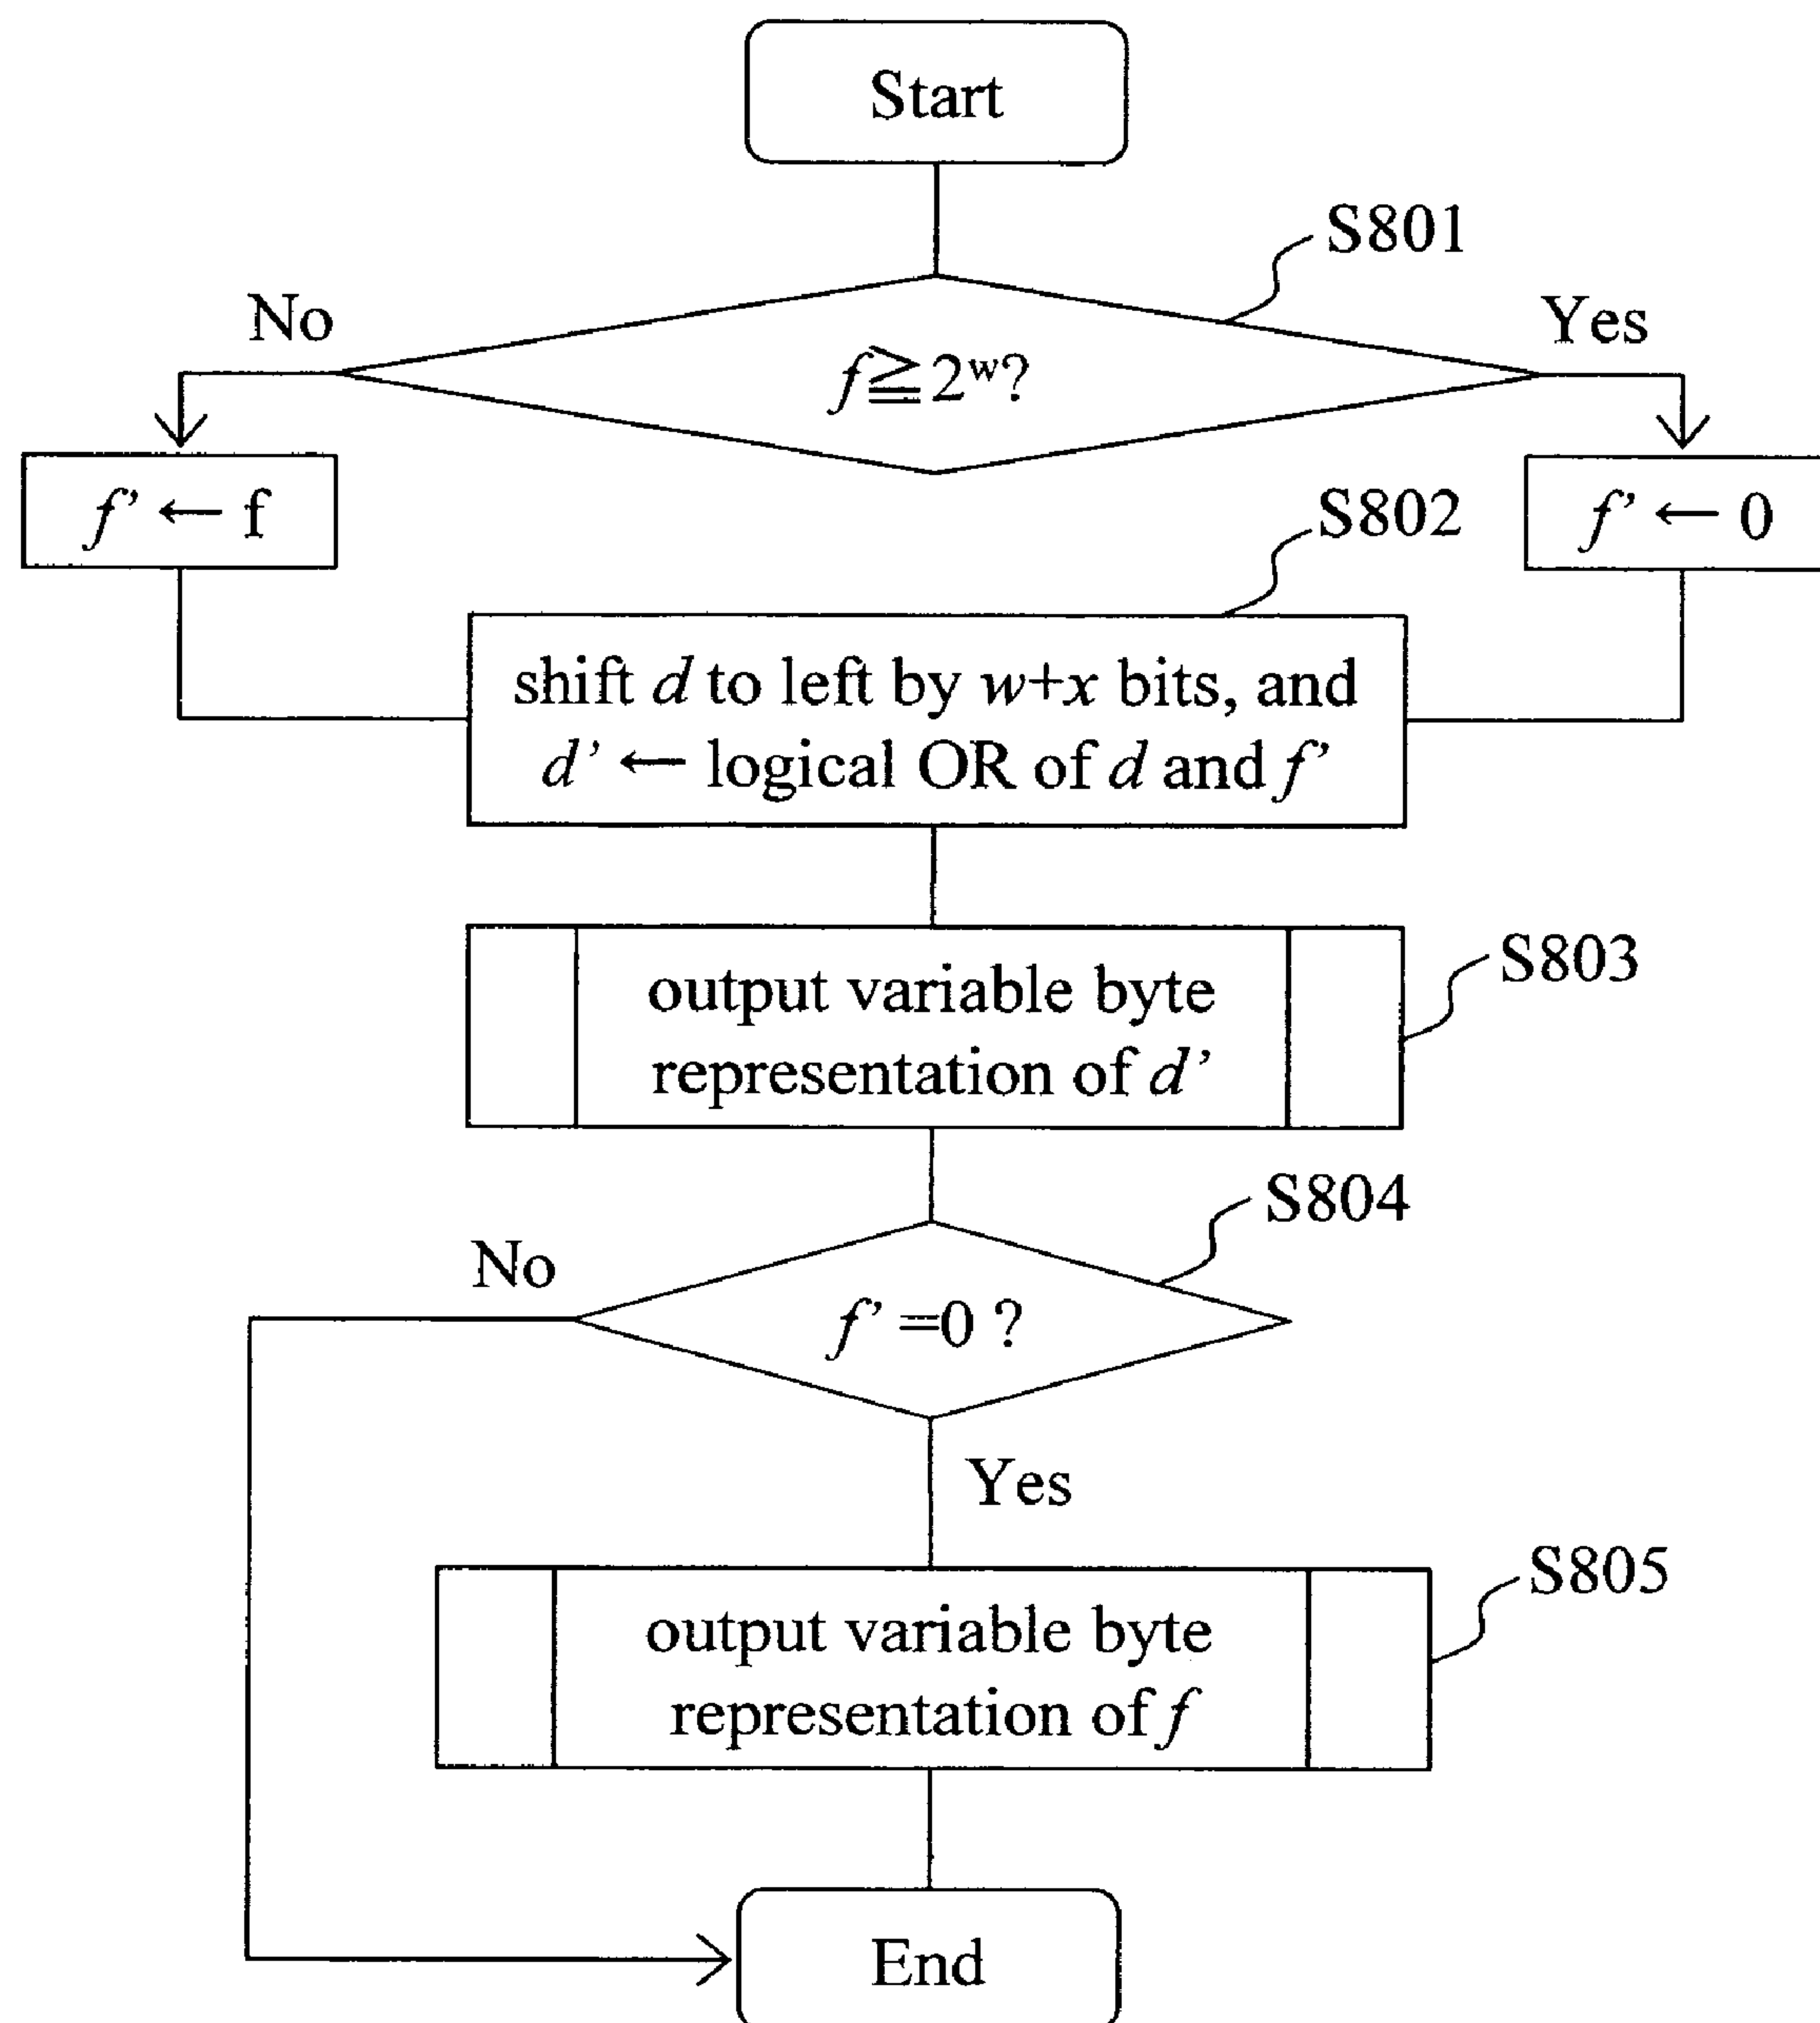 Start
S801
No
Yes
f≧2ʷ?
f' ← f
S802
f' ← 0
shift d to left by w+x bits, and
d' ← logical OR of d and f'
output variable byte
representation of d'
S803
S804
No
f' =0 ?
Yes
S805
output variable byte
representation of f
End